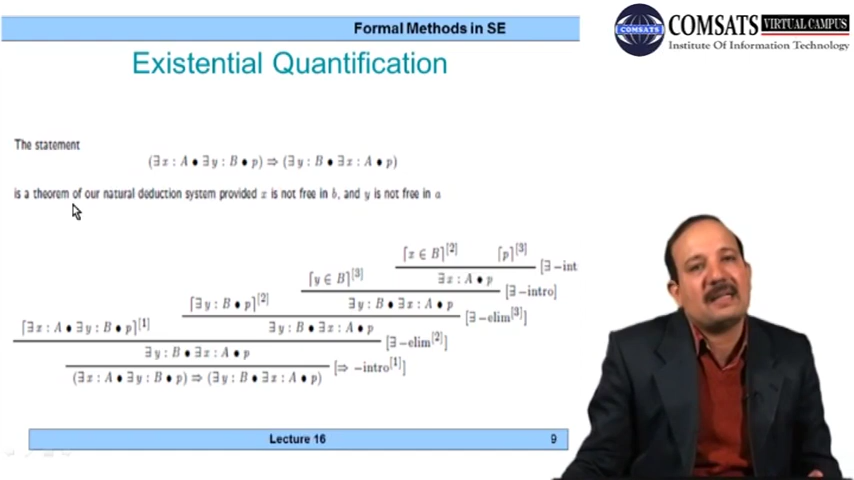 Formal Methods in SE
COMSATS VIRTUAL CAMPUS
COMSATS
Institute Of Information Technology
Existential Quantification
The statement
(∃ x : A • ∃ y : B • p) ⇒ (∃ y : B • ∃ x : A • p)
is a theorem of our natural deduction system provided x is not free in b, and y is not free in a
⌈x ∈ B⌉[2] ⌈p⌉[3]
[∃ –int
⌈y ∈ B⌉[3] ∃ x : A • p
[∃ –intro]
⌈∃ y : B • p⌉[2] ∃ y : B • ∃ x : A • p
[∃ –elim[3]]
⌈∃ x : A • ∃ y : B • p⌉[1] ∃ y : B • ∃ x : A • p
[∃ –elim[2]]
∃ y : B • ∃ x : A • p
[⇒ –intro[1]]
(∃ x : A • ∃ y : B • p) ⇒ (∃ y : B • ∃ x : A • p)
Lecture 16 9